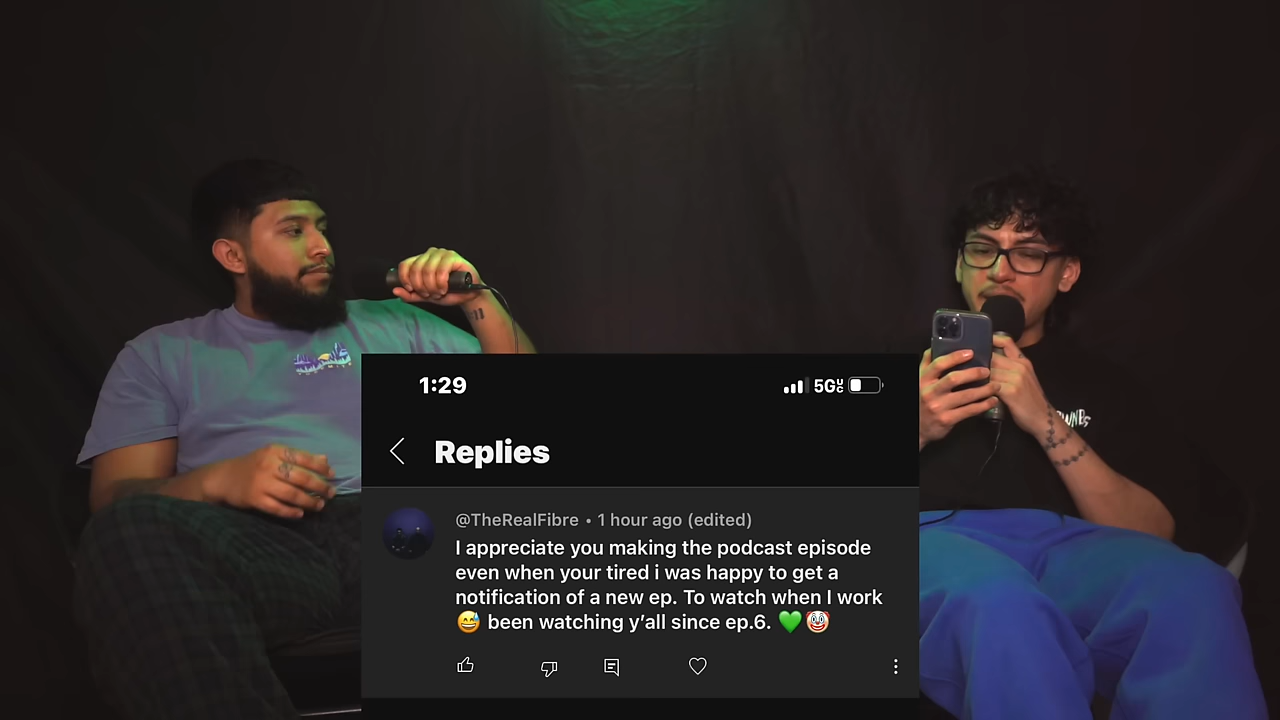 1:29
5GUC
Replies
@TheRealFibre • 1 hour ago (edited)
I appreciate you making the podcast episode
even when your tired i was happy to get a
notification of a new ep. To watch when I work
😅 been watching y’all since ep.6. 💚🤡